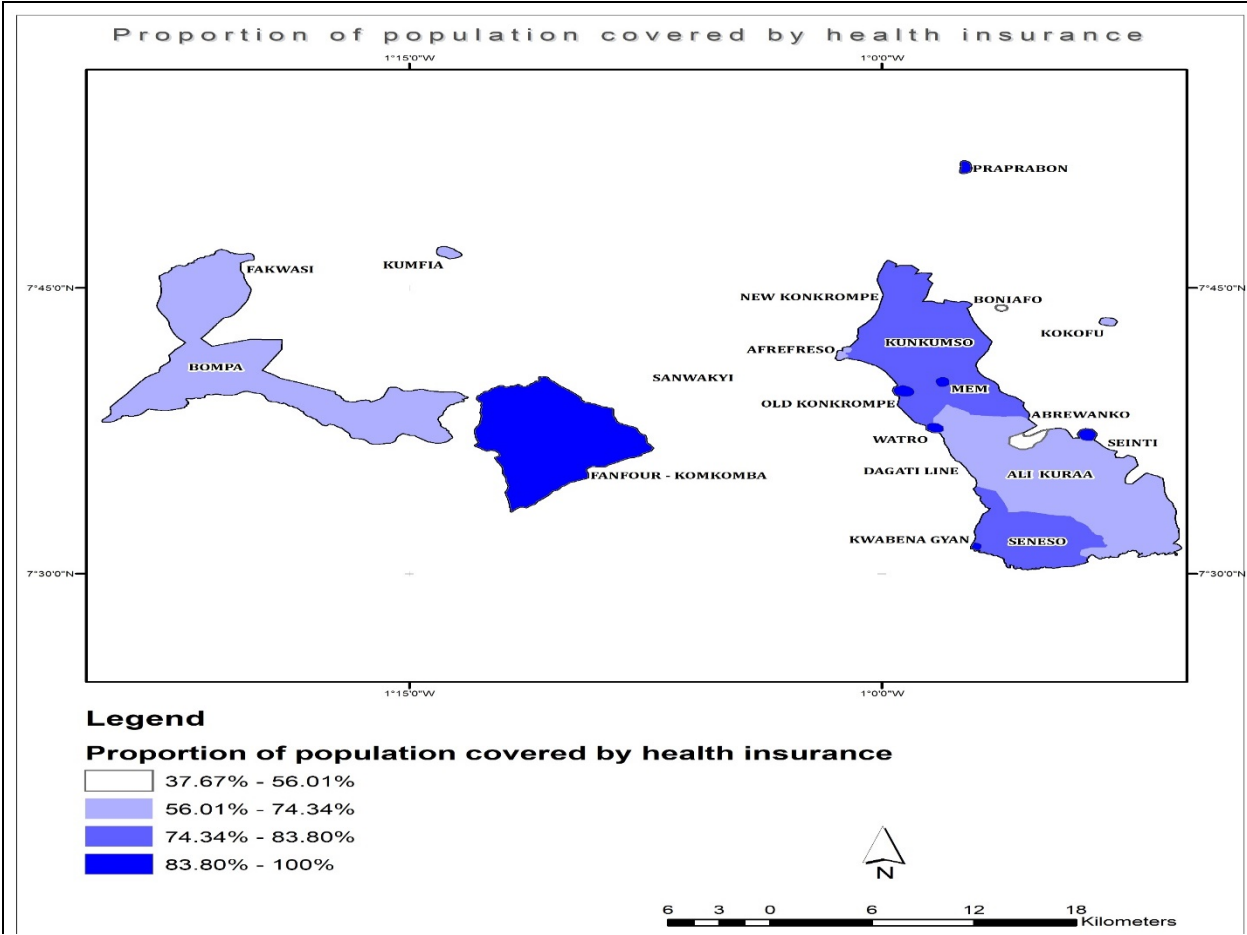 Proportion of population covered by health insurance
1°15'0"W 1°0'0"W
PRAPRABON
FAKWASI
KUMFIA
7°45'0"N 7°45'0"N
NEW KONKROMPE
BONIAFO
KOKOFU
KUNKUMSO
AFREFRESO
BOMPA
SANWAKYI
MEM
OLD KONKROMPE
ABREWANKO
WATRO
SEINTI
DAGATI LINE
ALI KURAA
FANFOUR - KOMKOMBA
KWABENA GYAN
SENESO
7°30'0"N 7°30'0"N
1°15'0"W 1°0'0"W
Legend
Proportion of population covered by health insurance
37.67% - 56.01%
56.01% - 74.34%
74.34% - 83.80%
83.80% - 100%
N
6 3 0 6 12 18
Kilometers